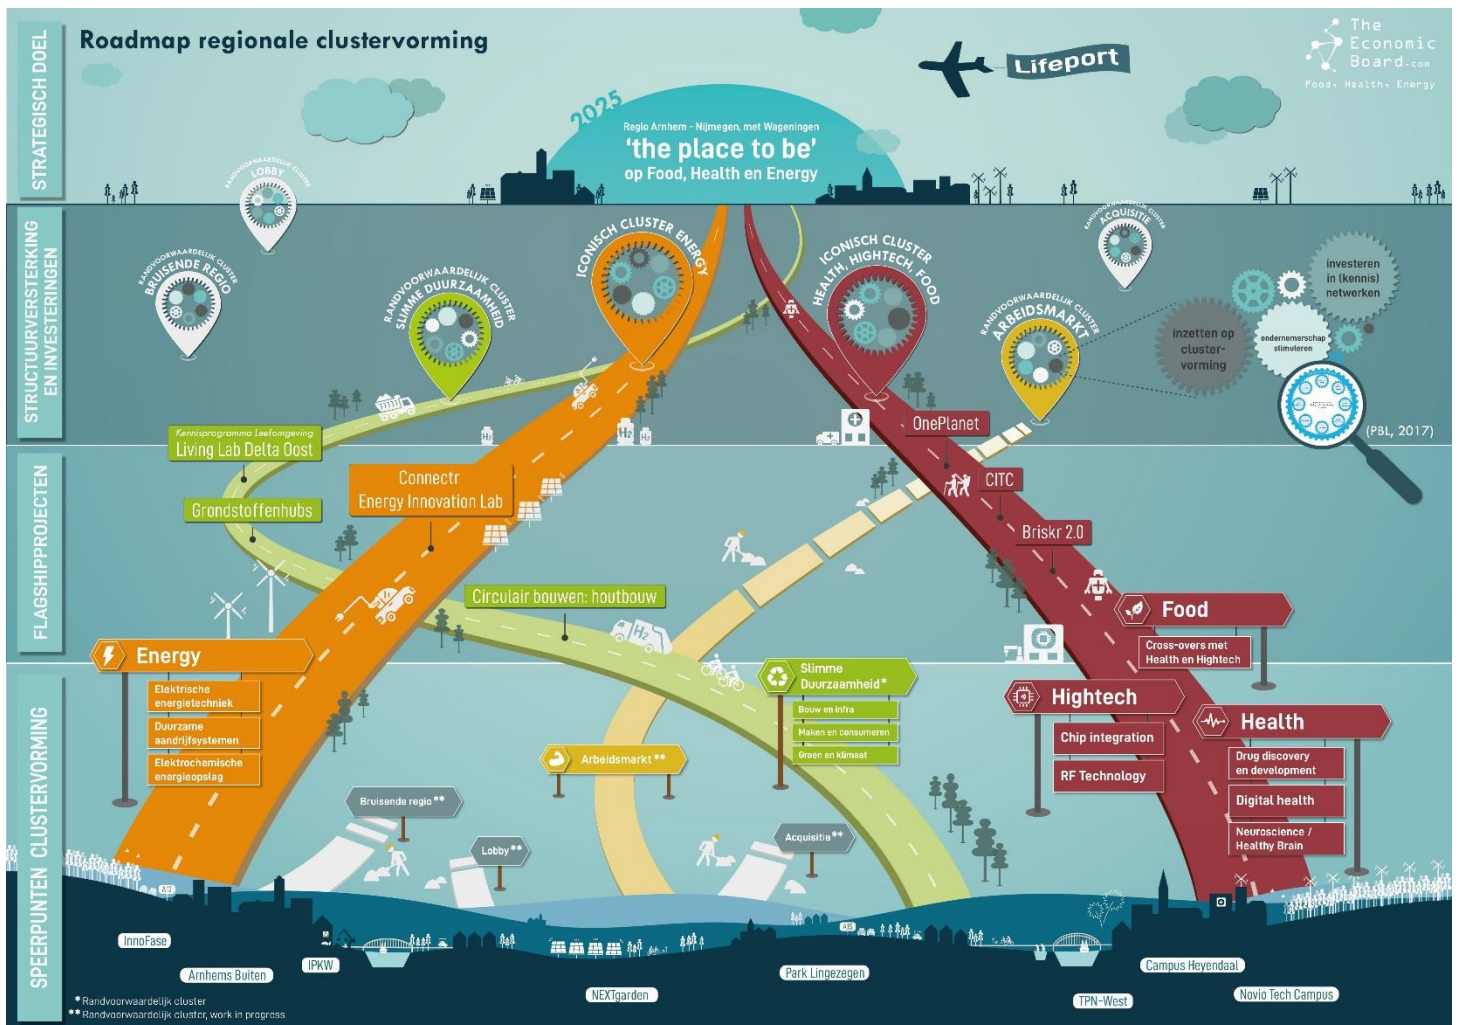 Roadmap regionale clustervorming
Lifeport
The
Economic
Board.com
Food, Health, Energy
STRATEGISCH DOEL
2025
Regio Arnhem - Nijmegen, met Wageningen
'the place to be'
op Food, Health en Energy
STRUCTUURVERSTERKING
EN INVESTERINGEN
RANDVOORWAARDELIJK CLUSTER
LOBBY
RANDVOORWAARDELIJK CLUSTER
BRUISENDE REGIO
RANDVOORWAARDELIJK CLUSTER
SLIMME DUURZAAMHEID
ICONISCH CLUSTER ENERGY
ICONISCH CLUSTER
HEALTH, HIGHTECH, FOOD
RANDVOORWAARDELIJK CLUSTER
ARBEIDSMARKT
RANDVOORWAARDELIJK CLUSTER
ACQUISITIE
investeren
in (kennis)
netwerken
inzetten op
cluster-
vorming
ondernemerschap
stimuleren
(PBL, 2017)
FLAGSHIPPROJECTEN
Kennisprogramma Leefomgeving
Living Lab Delta Oost
Grondstoffenhubs
Connectr
Energy Innovation Lab
H2
H2
H2
OnePlanet
CITC
Briskr 2.0
Circulair bouwen: houtbouw
H2
SPEERPUNTEN CLUSTERVORMING
Energy
Elektrische
energietechniek
Duurzame
aandrijfsystemen
Elektrochemische
energieopslag
Bruisende regio**
Lobby**
Arbeidsmarkt**
Slimme
Duurzaamheid*
Bouw en infra
Maken en consumeren
Groen en klimaat
Acquisitie**
Food
Cross-overs met
Health en Hightech
Hightech
Chip integration
RF Technology
Health
Drug discovery
en development
Digital health
Neuroscience /
Healthy Brain
A12
A15
InnoFase
Arnhems Buiten
IPKW
NEXTgarden
Park Lingezegen
TPN-West
Campus Heyendaal
Novio Tech Campus
* Randvoorwaardelijk cluster
** Randvoorwaardelijk cluster, work in progress